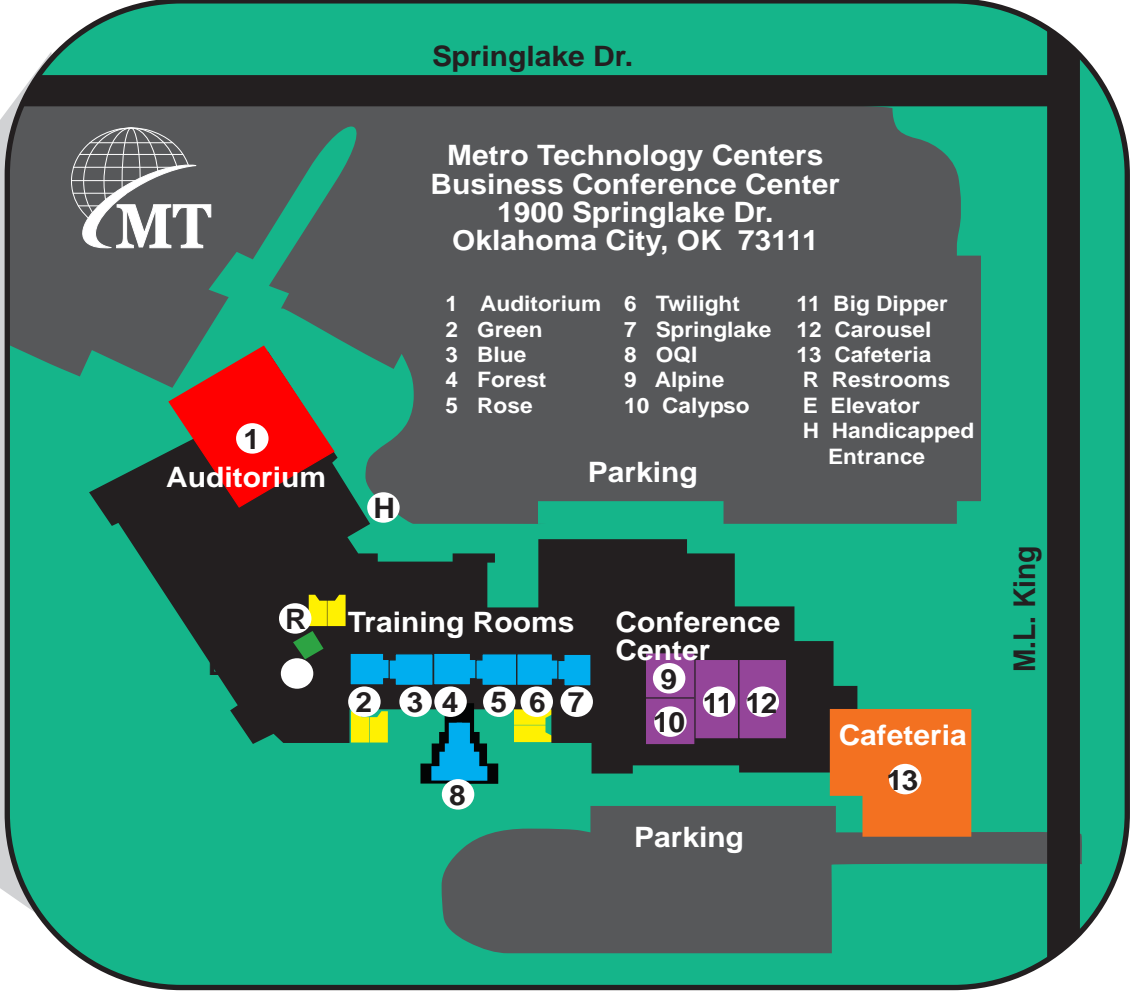 Springlake Dr.
MT
Metro Technology Centers
Business Conference Center
1900 Springlake Dr.
Oklahoma City, OK 73111
1 Auditorium 6 Twilight 11 Big Dipper
2 Green 7 Springlake 12 Carousel
3 Blue 8 OQI 13 Cafeteria
4 Forest 9 Alpine R Restrooms
5 Rose 10 Calypso E Elevator
H Handicapped
Entrance
1
Auditorium
Parking
H
M.L. King
R
Training Rooms
Conference
Center
9
2 3 4 5 6 7
11 12
10
Cafeteria
13
8
Parking